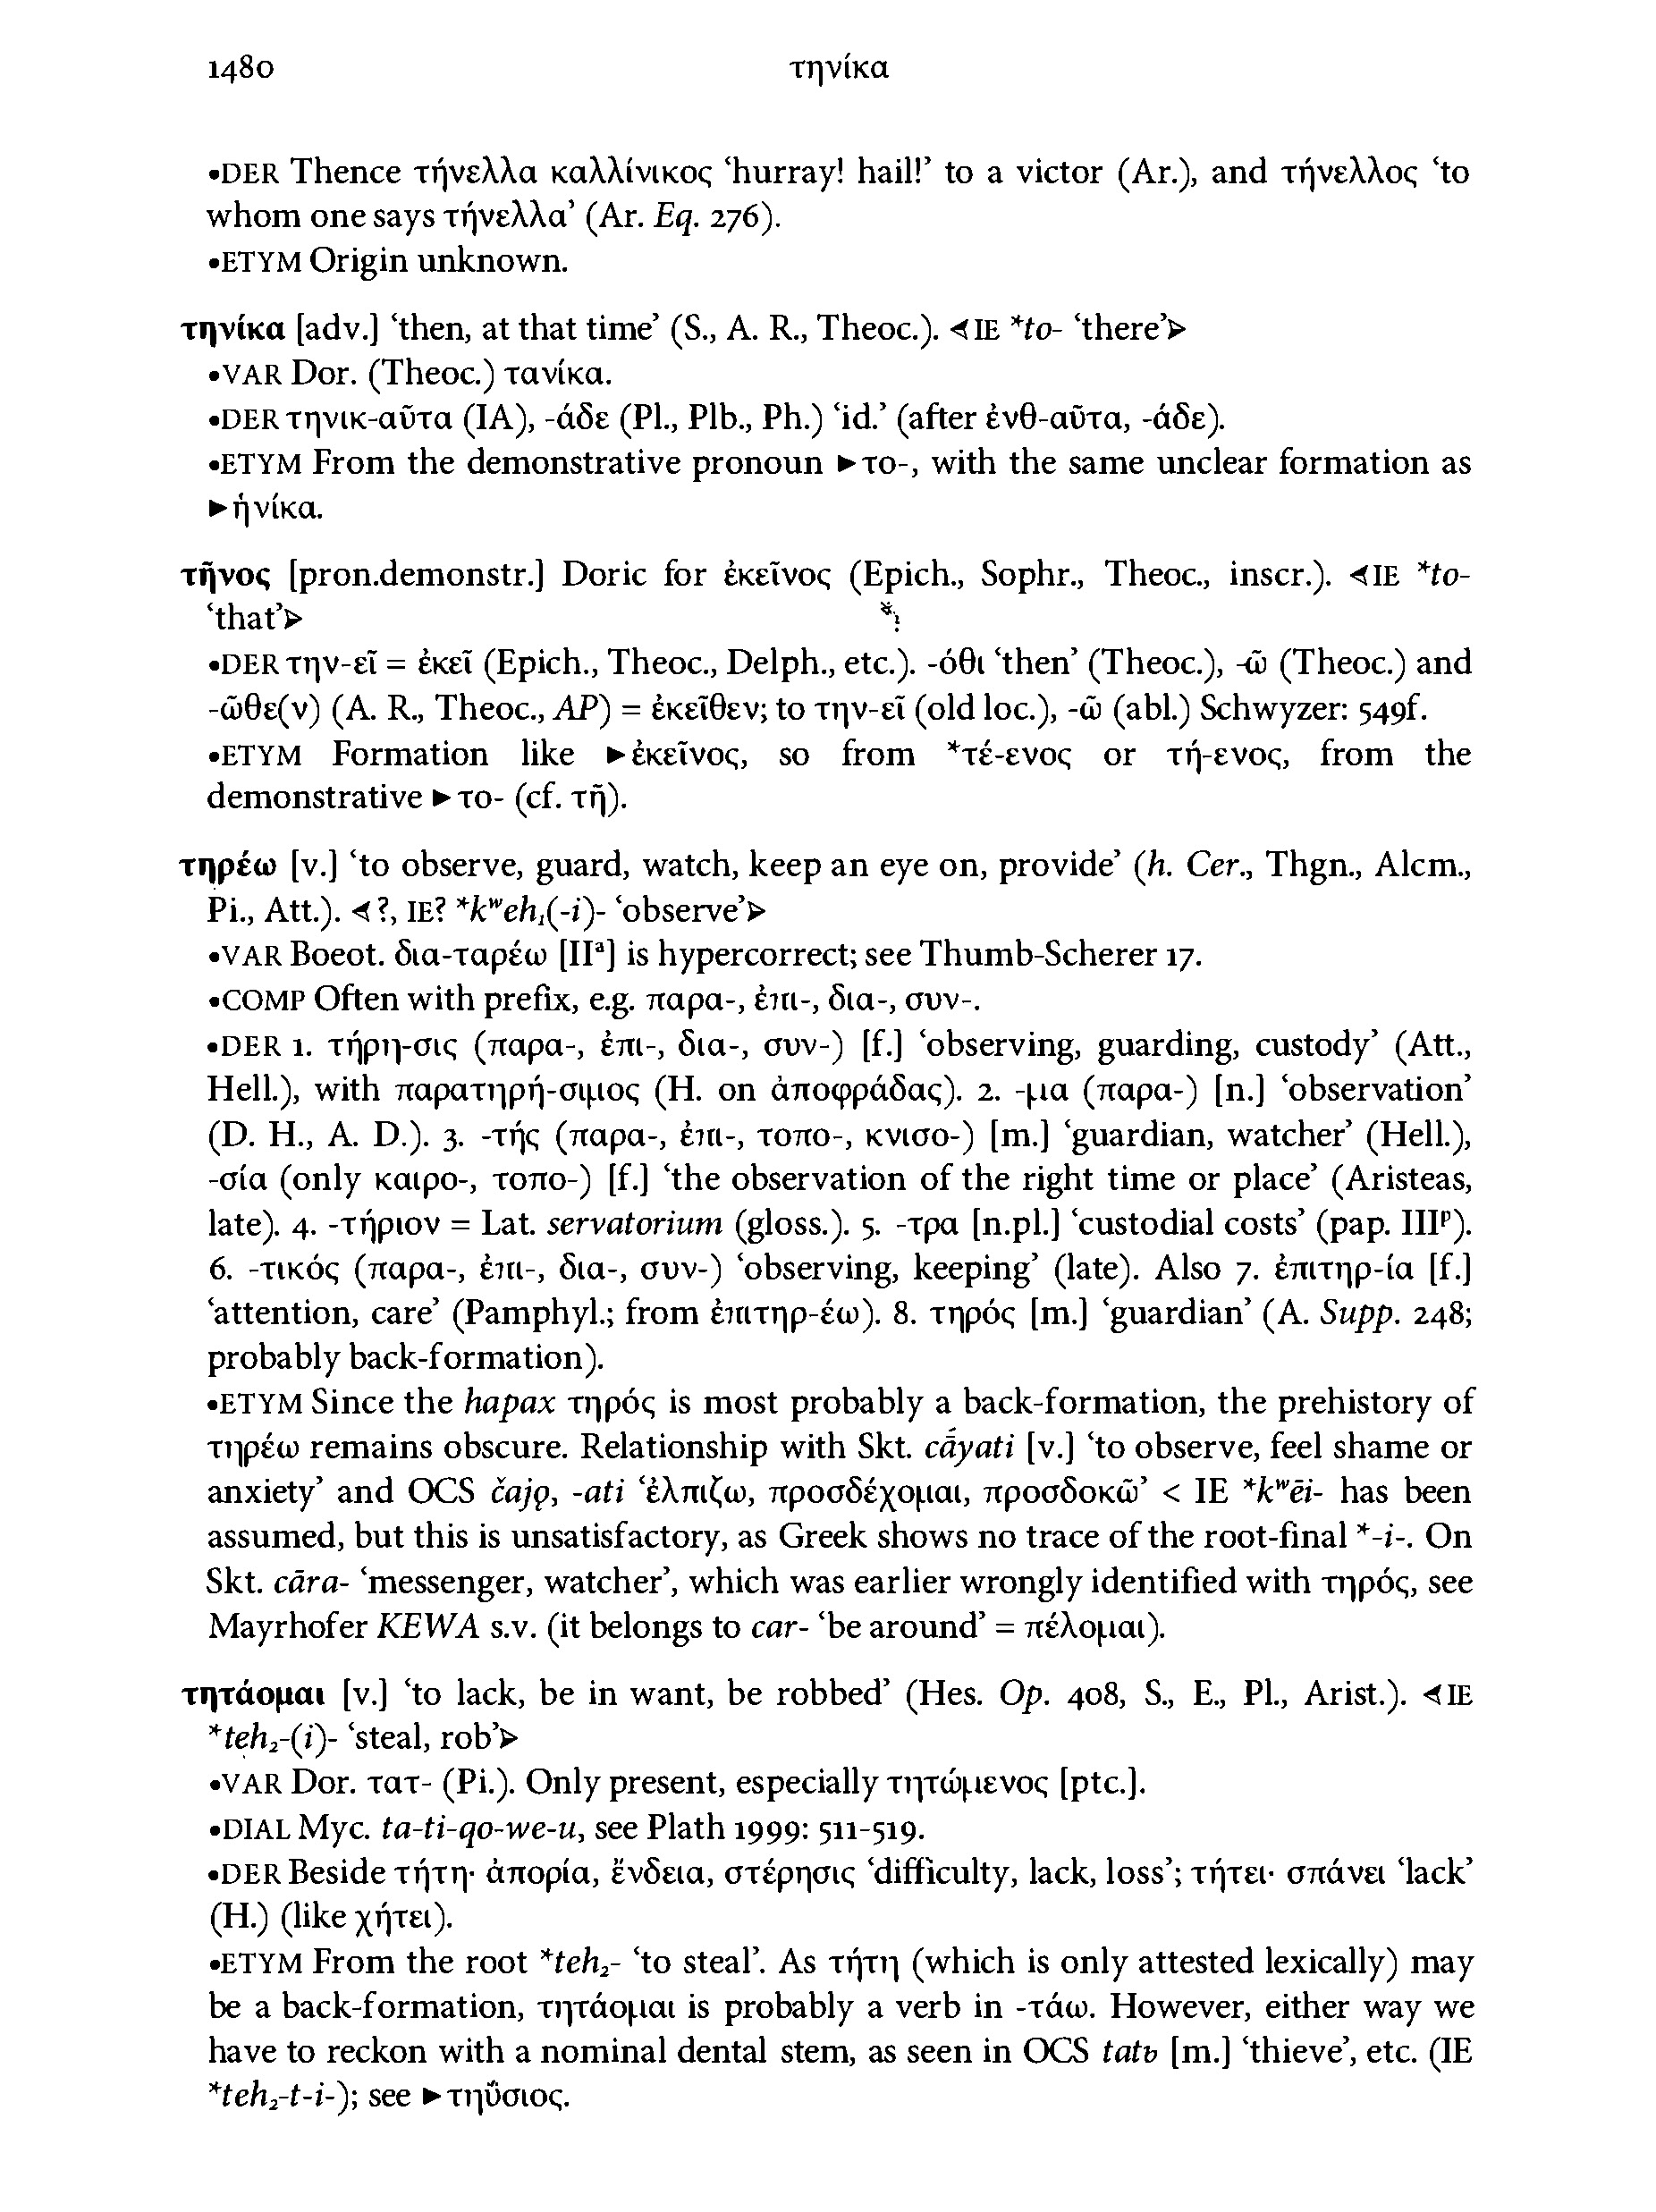 1480 τηνίκα
•DER Thence τήνελλα καλλίνικος ‘hurray! hail!’ to a victor (Ar.), and τήνελλος ‘to
whom one says τήνελλα’ (Ar. Eq. 276).
•ETYM Origin unknown.
τηνίκα [adv.] ‘then, at that time’ (S., A. R., Theoc.). ⋖IE *to- ‘there’⋗
•VAR Dor. (Theoc.) τανίκα.
•DER τηνικ-αῦτα (IA), -άδε (Pl., Plb., Ph.) ‘id.’ (after ἐνθ-αῦτα, -άδε).
•ETYM From the demonstrative pronoun ►το-, with the same unclear formation as
►ἡνίκα.
τῆνος [pron.demonstr.] Doric for ἐκεῖνος (Epich., Sophr., Theoc., inscr.). ⋖IE *to-
‘that’⋗
•DER την-εῖ = ἐκεῖ (Epich., Theoc., Delph., etc.). -όθι ‘then’ (Theoc.), -ῶ (Theoc.) and
-ῶθε(ν) (A. R., Theoc., AP) = ἐκεῖθεν; to την-εῖ (old loc.), -ῶ (abl.) Schwyzer: 549f.
•ETYM Formation like ►ἐκεῖνος, so from *τέ-ενος or τή-ενος, from the
demonstrative ►το- (cf. τῆ).
τηρέω [v.] ‘to observe, guard, watch, keep an eye on, provide’ (h. Cer., Thgn., Alcm.,
Pi., Att.). ⋖?, IE? *kʷeh₁(-i)- ‘observe’⋗
•VAR Boeot. δια-ταρέω [IIᵃ] is hypercorrect; see Thumb-Scherer 17.
•COMP Often with prefix, e.g. παρα-, ἐπι-, δια-, συν-.
•DER 1. τήρη-σις (παρα-, ἐπι-, δια-, συν-) [f.] ‘observing, guarding, custody’ (Att.,
Hell.), with παρατηρή-σιμος (H. on ἀποφράδας). 2. -μα (παρα-) [n.] ‘observation’
(D. H., A. D.). 3. -τής (παρα-, ἐπι-, τοπο-, κνισο-) [m.] ‘guardian, watcher’ (Hell.),
-σία (only καιρο-, τοπο-) [f.] ‘the observation of the right time or place’ (Aristeas,
late). 4. -τήριον = Lat. servatorium (gloss.). 5. -τρα [n.pl.] ‘custodial costs’ (pap. IIIᵖ).
6. -τικός (παρα-, ἐπι-, δια-, συν-) ‘observing, keeping’ (late). Also 7. ἐπιτηρ-ία [f.]
‘attention, care’ (Pamphyl.; from ἐπιτηρ-έω). 8. τηρός [m.] ‘guardian’ (A. Supp. 248;
probably back-formation).
•ETYM Since the hapax τηρός is most probably a back-formation, the prehistory of
τηρέω remains obscure. Relationship with Skt. cā́yati [v.] ‘to observe, feel shame or
anxiety’ and OCS čajǫ, -ati ‘ἐλπιζω, προσδέχομαι, προσδοκῶ’ < IE *kʷēi- has been
assumed, but this is unsatisfactory, as Greek shows no trace of the root-final *-i-. On
Skt. cāra- ‘messenger, watcher’, which was earlier wrongly identified with τηρός, see
Mayrhofer KEWA s.v. (it belongs to car- ‘be around’ = πέλομαι).
τητάομαι [v.] ‘to lack, be in want, be robbed’ (Hes. Op. 408, S., E., Pl., Arist.). ⋖IE
*teh₂-(i)- ‘steal, rob’⋗
•VAR Dor. τατ- (Pi.). Only present, especially τητώμενος [ptc.].
•DIAL Myc. ta-ti-qo-we-u, see Plath 1999: 511-519.
•DER Beside τήτη· ἀπορία, ἔνδεια, στέρησις ‘difficulty, lack, loss’; τήτει· σπάνει ‘lack’
(H.) (like χήτει).
•ETYM From the root *teh₂- ‘to steal’. As τήτη (which is only attested lexically) may
be a back-formation, τητάομαι is probably a verb in -τάω. However, either way we
have to reckon with a nominal dental stem, as seen in OCS tatь [m.] ‘thieve’, etc. (IE
*teh₂-t-i-); see ►τηΰσιος.